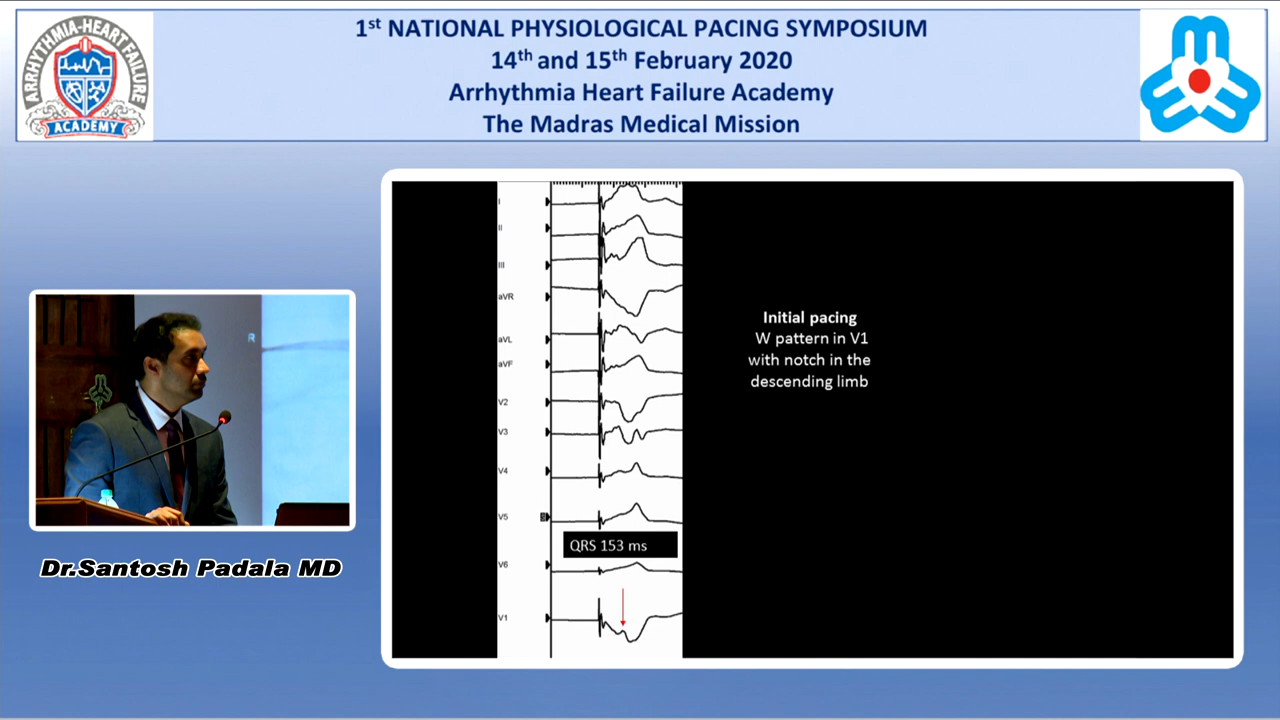 1st NATIONAL PHYSIOLOGICAL PACING SYMPOSIUM
14th and 15th February 2020
Arrhythmia Heart Failure Academy
The Madras Medical Mission
ARRHYTHMIA-HEART FAILURE
ACADEMY
R
Dr.Santosh Padala MD
I
II
III
aVR
aVL
aVF
V2
V3
V4
V5
QRS 153 ms
V6
V1
Initial pacing
W pattern in V1
with notch in the
descending limb